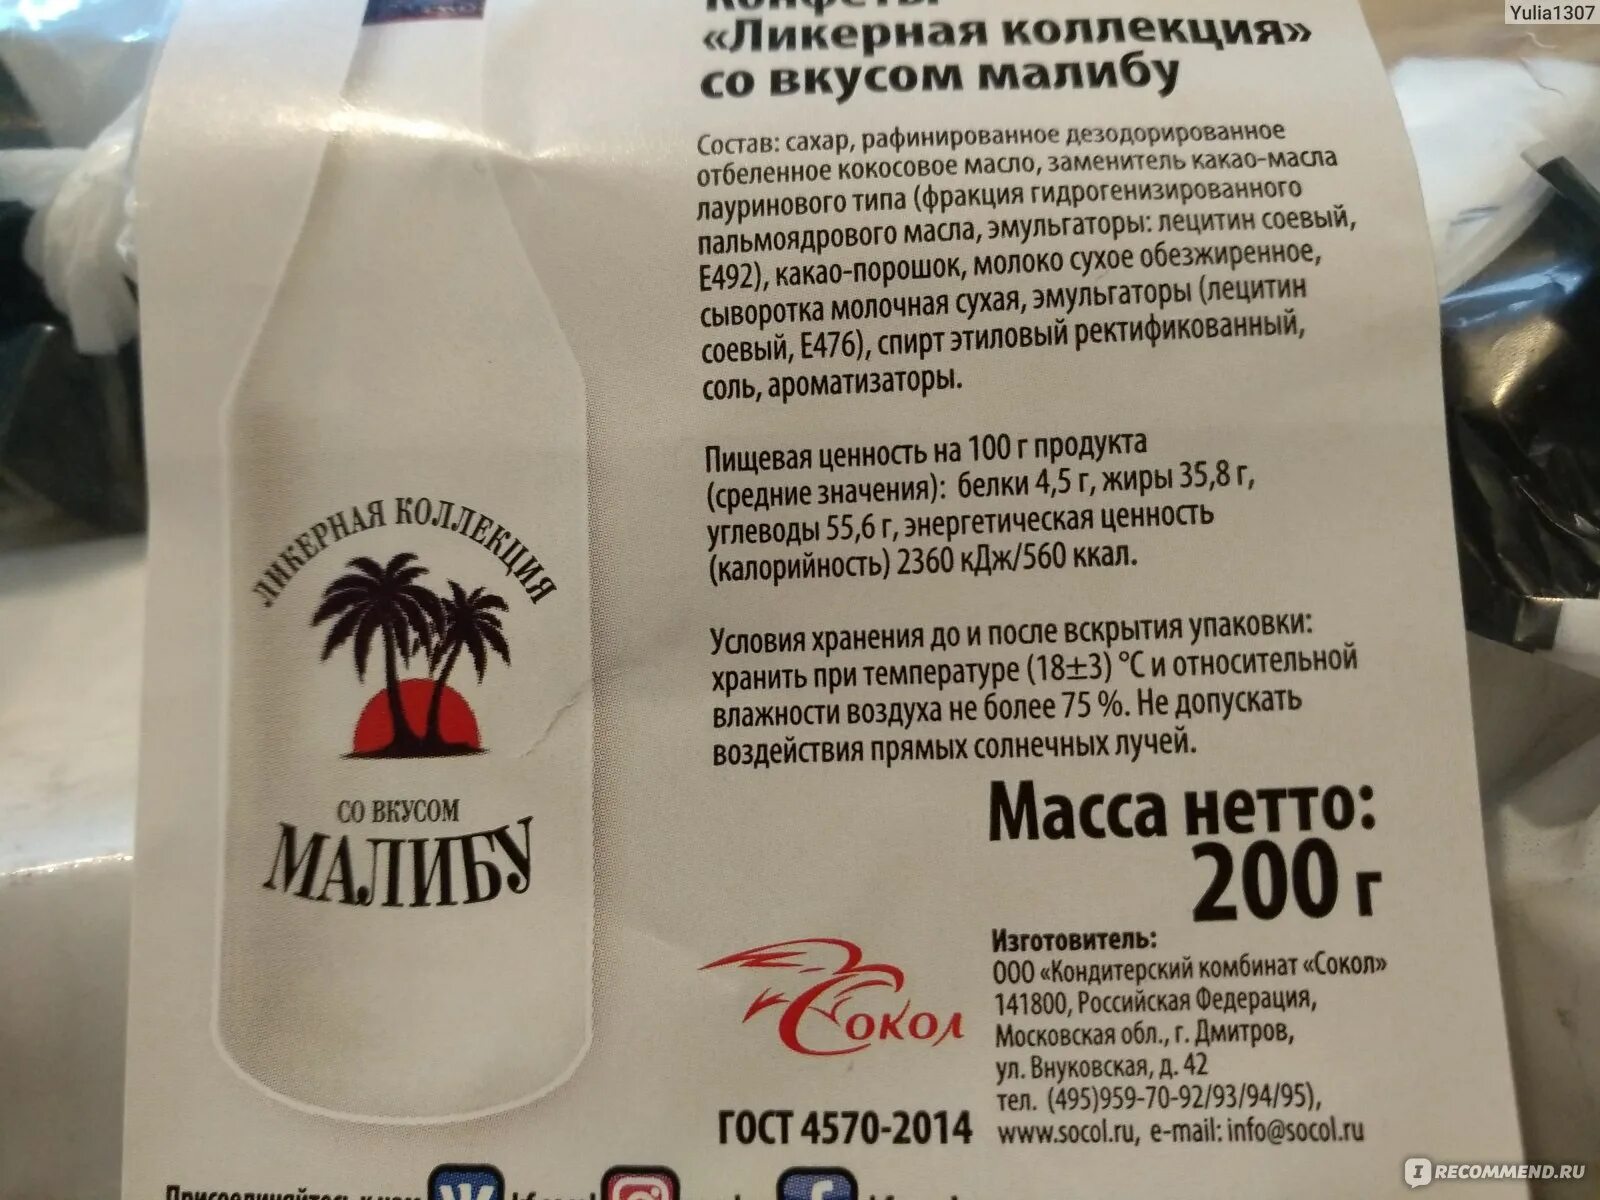 Yulia1307
Конфеты
«Ликерная коллекция»
со вкусом малибу
Состав: сахар, рафинированное дезодорированное
отбеленное кокосовое масло, заменитель какао-масла
лауринового типа (фракция гидрогенизированного
пальмоядрового масла, эмульгаторы: лецитин соевый,
Е492), какао-порошок, молоко сухое обезжиренное,
сыворотка молочная сухая, эмульгаторы (лецитин
соевый, Е476), спирт этиловый ректификованный,
соль, ароматизаторы.
Пищевая ценность на 100 г продукта
(средние значения): белки 4,5 г, жиры 35,8 г,
углеводы 55,6 г, энергетическая ценность
(калорийность) 2360 кДж/560 ккал.
Условия хранения до и после вскрытия упаковки:
хранить при температуре (18±3) °С и относительной
влажности воздуха не более 75 %. Не допускать
воздействия прямых солнечных лучей.
Масса нетто:
200 г
ЛИКЕРНАЯ КОЛЛЕКЦИЯ
СО ВКУСОМ
МАЛИБУ
Сокол
ГОСТ 4570-2014
Изготовитель:
ООО «Кондитерский комбинат «Сокол»
141800, Российская Федерация,
Московская обл., г. Дмитров,
ул. Внуковская, д. 42
тел. (495)959-70-92/93/94/95),
www.socol.ru, e-mail: info@socol.ru
Присоединяйтесь к нам
IRECOMMEND.RU